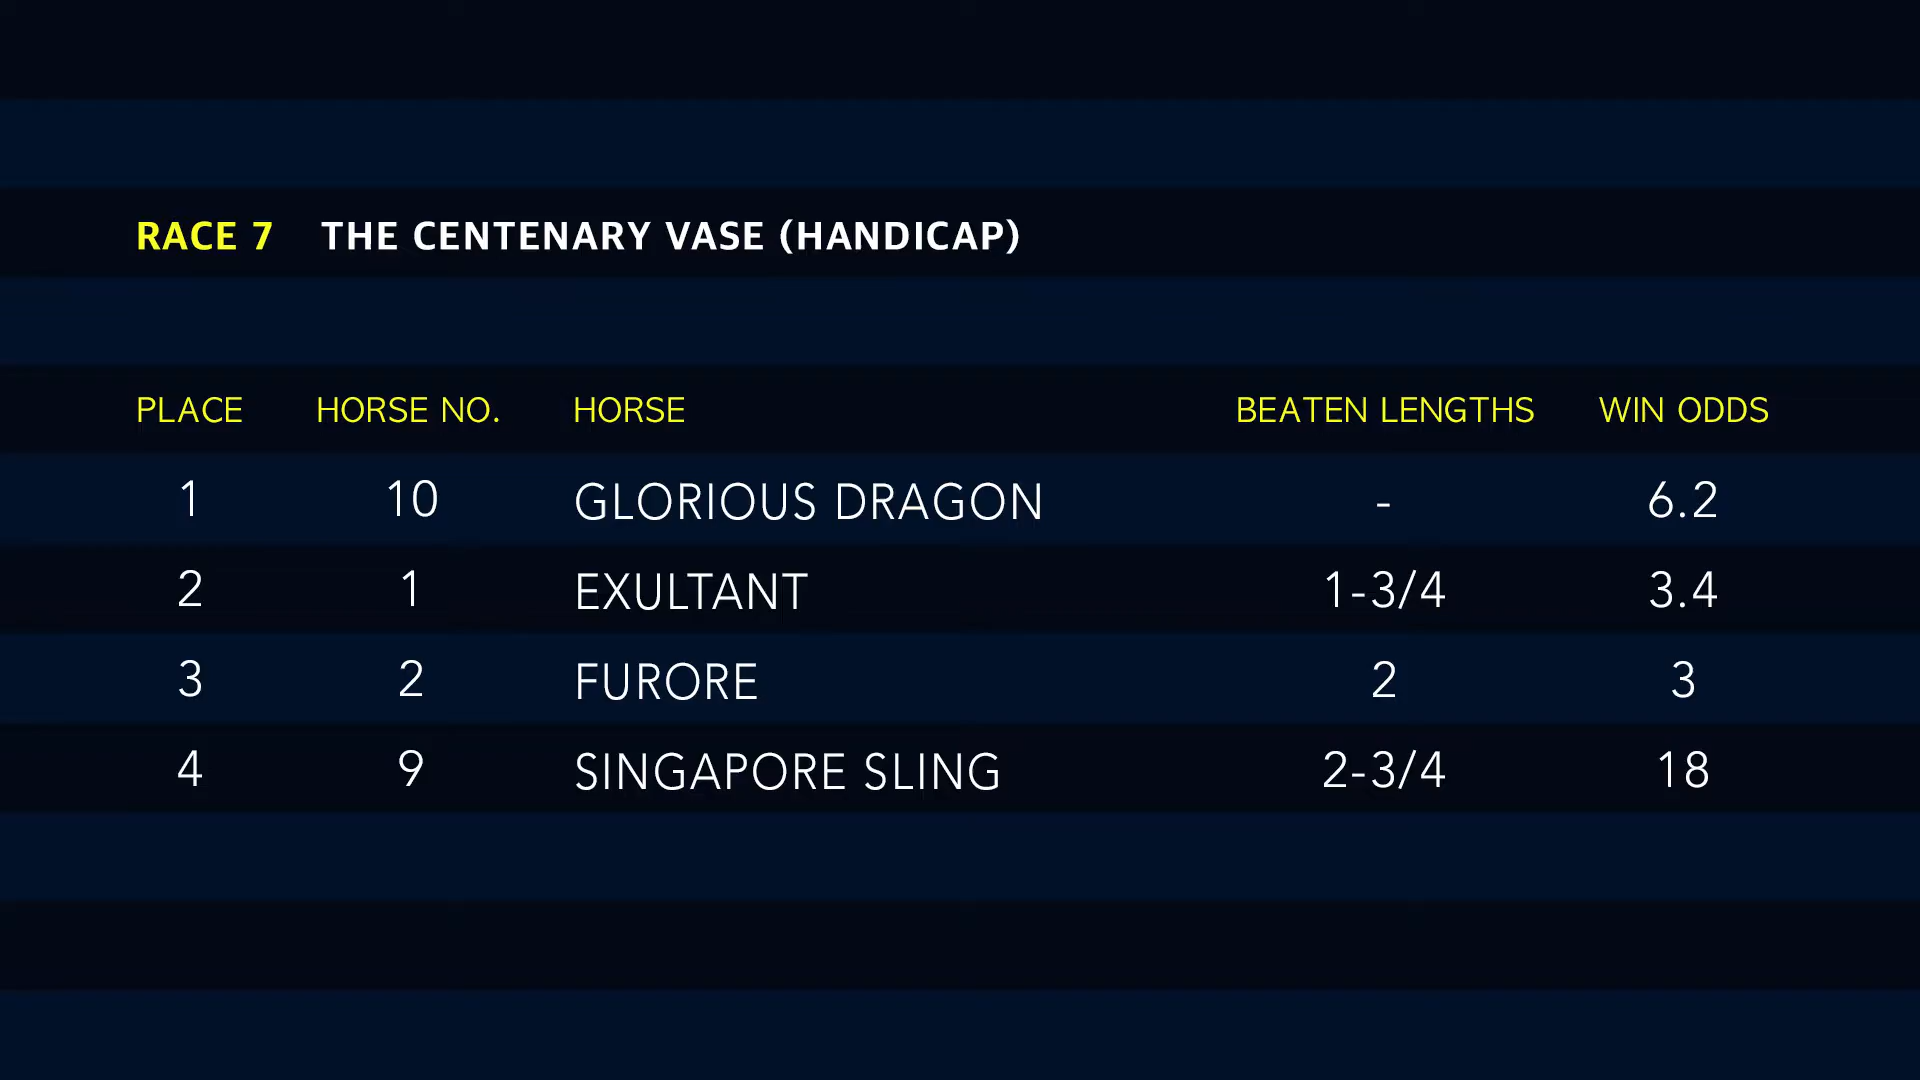 RACE 7 THE CENTENARY VASE (HANDICAP)
PLACE HORSE NO. HORSE BEATEN LENGTHS WIN ODDS
1 10 GLORIOUS DRAGON - 6.2
2 1 EXULTANT 1-3/4 3.4
3 2 FURORE 2 3
4 9 SINGAPORE SLING 2-3/4 18